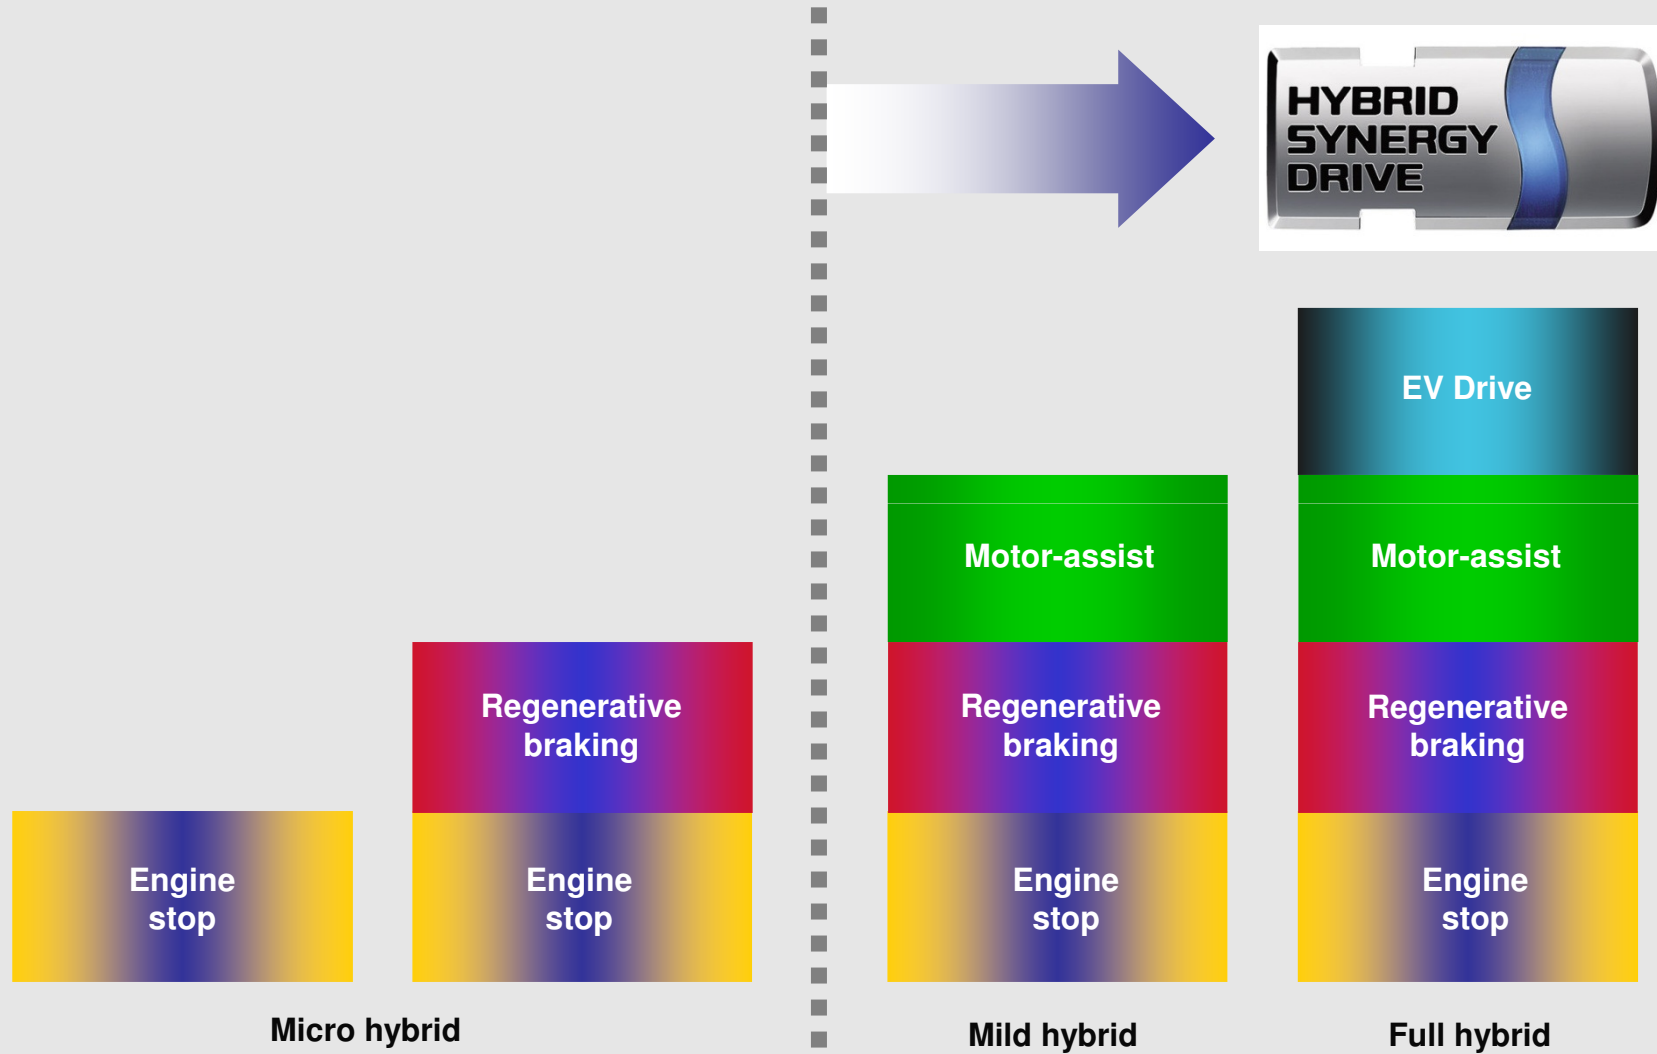 HYBRID
SYNERGY
DRIVE
EV Drive
Motor-assist
Motor-assist
Regenerative
braking
Regenerative
braking
Regenerative
braking
Engine
stop
Engine
stop
Engine
stop
Engine
stop
Micro hybrid
Mild hybrid
Full hybrid